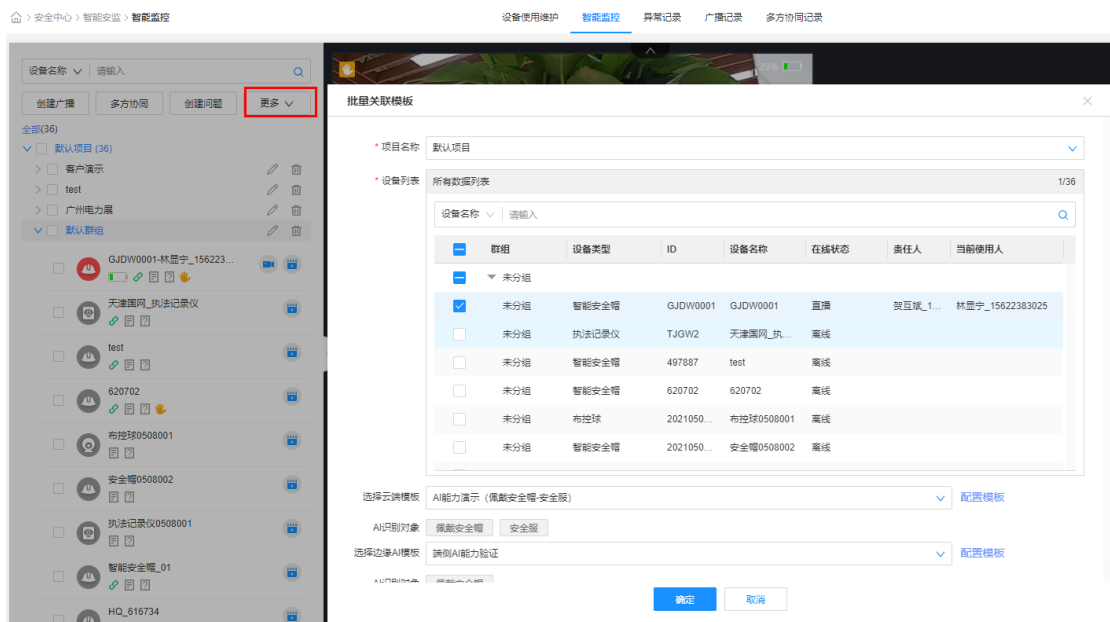 安全中心 > 智能安监 > 智能监控
设备使用维护 智能监控 异常记录 广播记录 多方协同记录
设备名称 请输入
创建广播 多方协同 创建问题 更多
全部(36)
默认项目 (36)
客户演示
test
广州电力展
默认群组
GJDW0001-林显宁_156223...
天津国网_执法记录仪
test
620702
布控球0508001
安全帽0508002
执法记录仪0508001
智能安全帽_01
HQ_616734
23%
批量关联模板
* 项目名称 默认项目
* 设备列表 所有数据列表 1/36
设备名称 请输入
群组 设备类型 ID 设备名称 在线状态 责任人 当前使用人
未分组
未分组 智能安全帽 GJDW0001 GJDW0001 直播 贺互斌_1... 林显宁_15622383025
未分组 执法记录仪 TJGW2 天津国网_执... 离线
未分组 智能安全帽 497887 test 离线
未分组 智能安全帽 620702 620702 离线
未分组 布控球 2021050... 布控球0508001 离线
未分组 智能安全帽 2021050... 安全帽0508002 离线
选择云端模板 AI能力演示（佩戴安全帽-安全服） 配置模板
AI识别对象 佩戴安全帽 安全服
选择边缘AI模板 端侧AI能力验证 配置模板
AI识别对象 佩戴安全帽
确定 取消